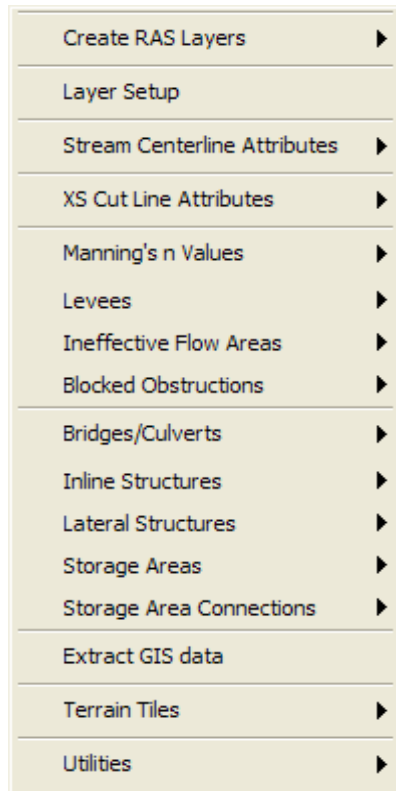 Create RAS Layers
Layer Setup
Stream Centerline Attributes
XS Cut Line Attributes
Manning's n Values
Levees
Ineffective Flow Areas
Blocked Obstructions
Bridges/Culverts
Inline Structures
Lateral Structures
Storage Areas
Storage Area Connections
Extract GIS data
Terrain Tiles
Utilities